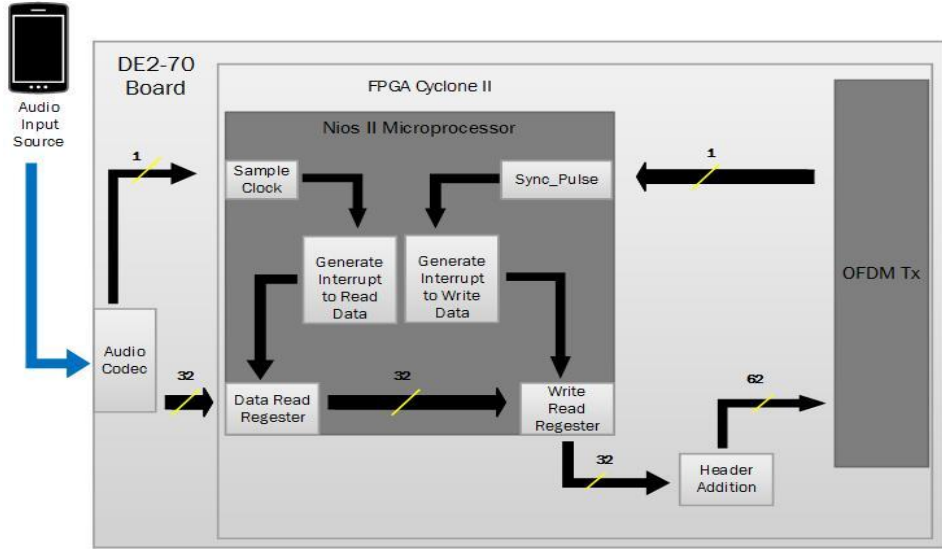 Audio
Input
Source
DE2-70
Board
FPGA Cyclone II
Nios II Microprocessor
1
Sample
Clock
Sync_Pulse
1
Generate
Interrupt
to Read
Data
Generate
Interrupt
to Write
Data
OFDM Tx
Audio
Codec
32
Data Read
Regester
32
Write
Read
Regester
62
32
Header
Addition